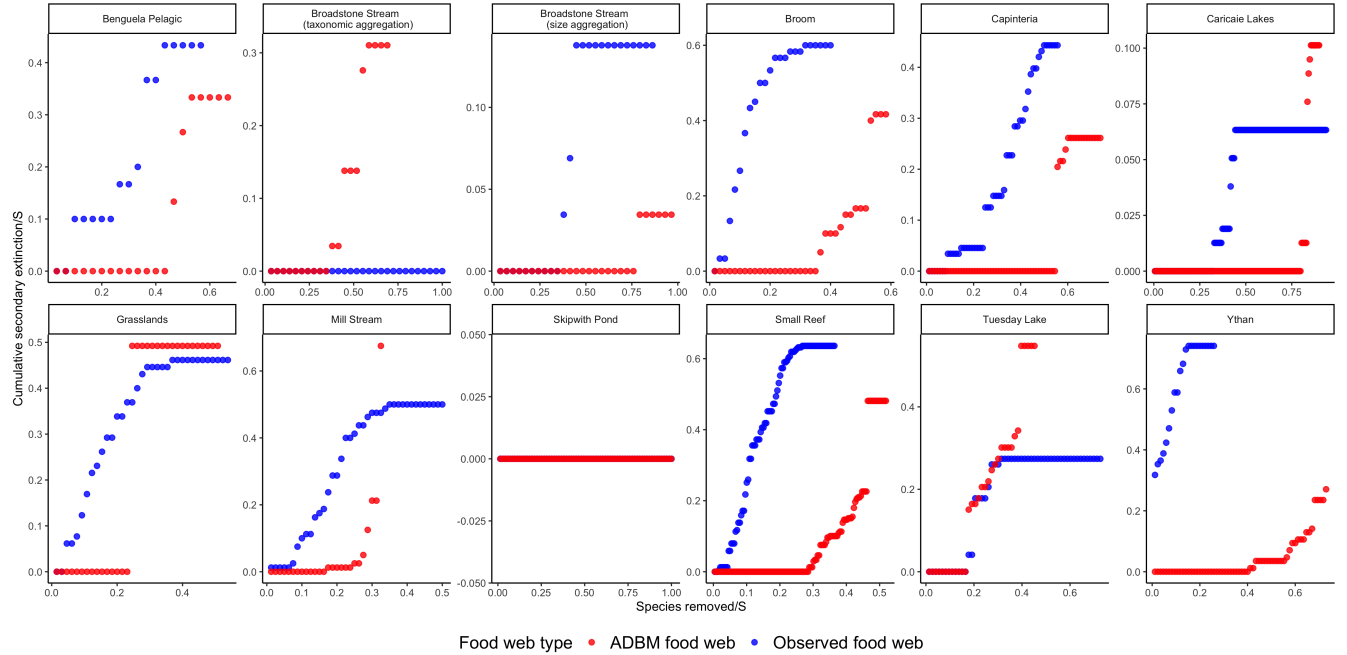 Benguela Pelagic
Broadstone Stream
(taxonomic aggregation)
Broadstone Stream
(size aggregation)
Broom
Capinteria
Caricaie Lakes
0.4
0.3
0.2
0.1
0.0
0.2 0.4 0.6
0.3
0.2
0.1
0.0
0.00 0.25 0.50 0.75 1.00
0.10
0.05
0.00
0.00 0.25 0.50 0.75 1.00
0.6
0.4
0.2
0.0
0.0 0.2 0.4 0.6
0.4
0.3
0.2
0.1
0.0
0.0 0.2 0.4 0.6
0.100
0.075
0.050
0.025
0.000
0.00 0.25 0.50 0.75
Cumulative secondary extinctions/S
Grasslands
Mill Stream
Skipwith Pond
Small Reef
Tuesday Lake
Ythan
0.5
0.4
0.3
0.2
0.1
0.0
0.0 0.2 0.4
0.6
0.4
0.2
0.0
0.0 0.1 0.2 0.3 0.4 0.5
0.050
0.025
0.000
-0.025
-0.050
0.00 0.25 0.50 0.75 1.00
0.6
0.4
0.2
0.0
0.0 0.1 0.2 0.3 0.4 0.5
0.4
0.2
0.0
0.0 0.2 0.4 0.6
0.6
0.4
0.2
0.0
0.0 0.2 0.4 0.6
Species removed/S
Food web type ADBM food web Observed food web